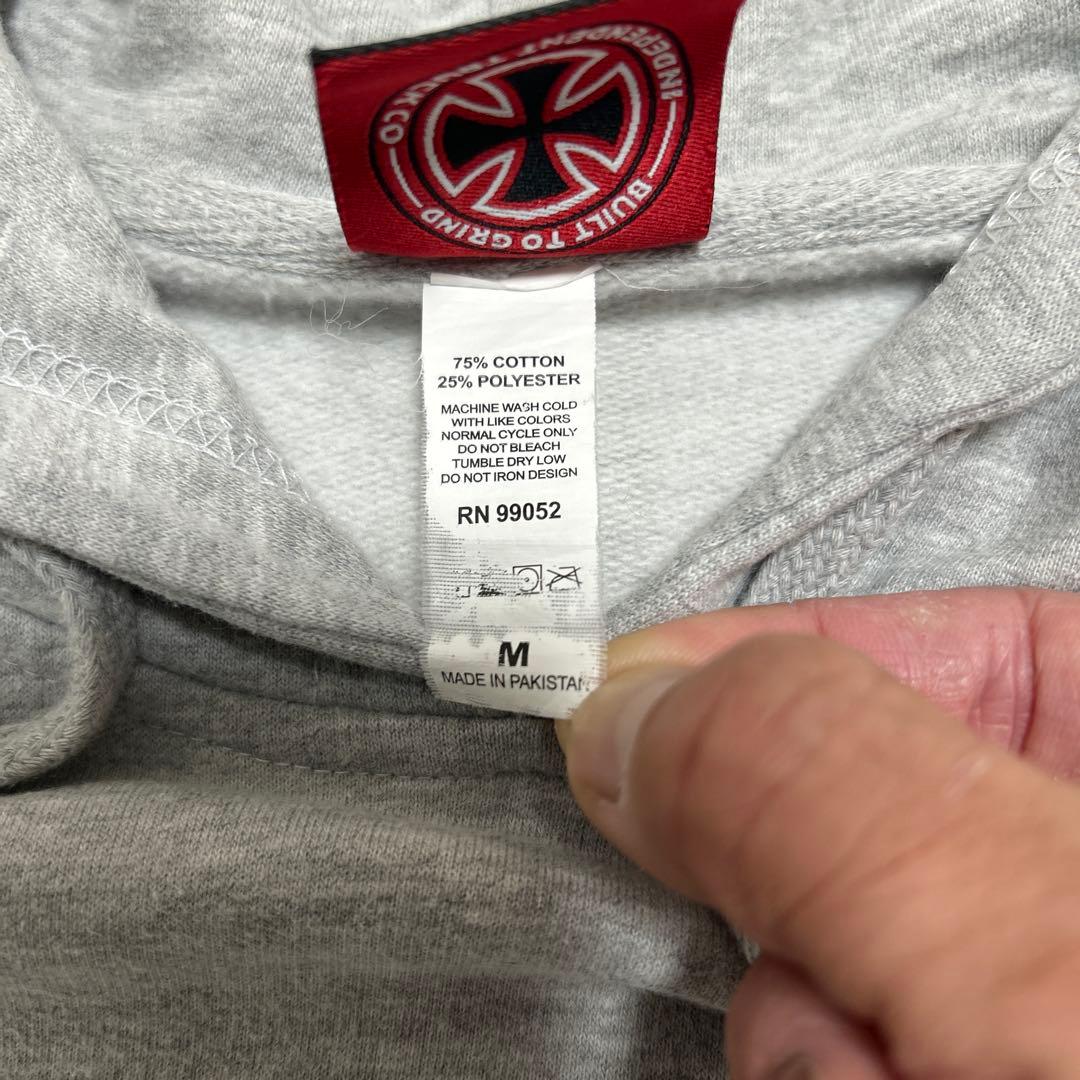 INDEPENDENT TRUCK CO
BUILT TO GRIND
75% COTTON
25% POLYESTER
MACHINE WASH COLD
WITH LIKE COLORS
NORMAL CYCLE ONLY
DO NOT BLEACH
TUMBLE DRY LOW
DO NOT IRON DESIGN
RN 99052
M
MADE IN PAKISTAN